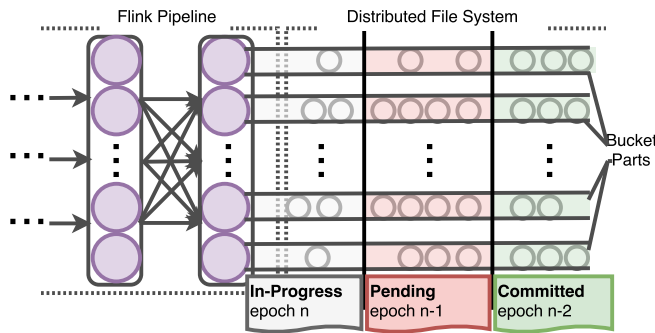 Flink Pipeline
Distributed File System
Bucket
Parts
In-Progress
epoch n
Pending
epoch n-1
Committed
epoch n-2